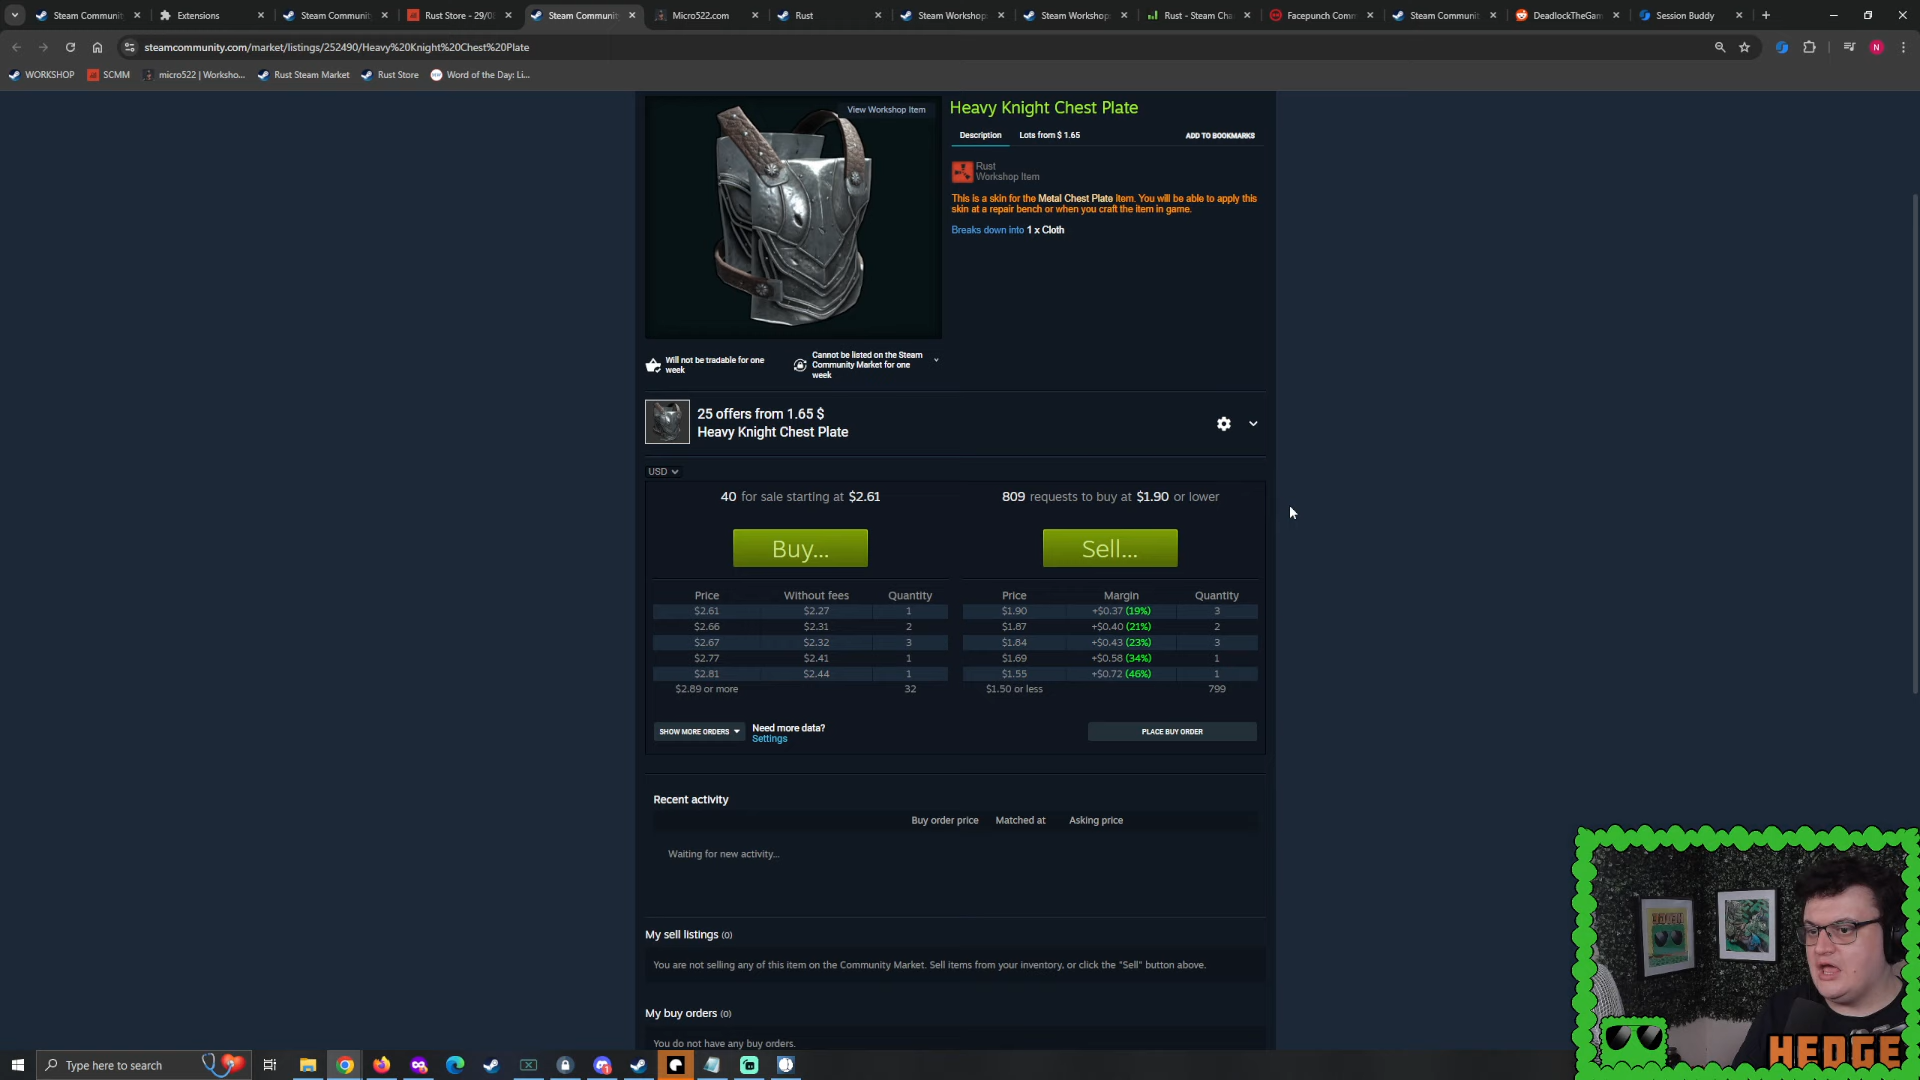 Steam Communit
Extensions
Steam Communit
Rust Store - 29/0
Steam Communit
Micro522.com
Rust
Steam Workshop
Steam Workshop
Rust - Steam Cha
Facepunch Comm
Steam Communit
DeadlockTheGam
Session Buddy
steamcommunity.com/market/listings/252490/Heavy%20Knight%20Chest%20Plate
N
WORKSHOP
SCMM
micro522 | Worksho...
Rust Steam Market
Rust Store
Word of the Day: Li...
View Workshop Item
Heavy Knight Chest Plate
Description
Lots from $ 1.65
ADD TO BOOKMARKS
Rust
Workshop Item
This is a skin for the Metal Chest Plate item. You will be able to apply this
skin at a repair bench or when you craft the item in game.
Breaks down into 1 x Cloth
Will not be tradable for one
week
Cannot be listed on the Steam
Community Market for one
week
25 offers from 1.65 $
Heavy Knight Chest Plate
USD
40 for sale starting at $2.61
809 requests to buy at $1.90 or lower
Buy...
Sell...
Price Without fees Quantity
Price Margin Quantity
$2.61 $2.27 1
$1.90 +$0.37 (19%) 3
$2.66 $2.31 2
$1.87 +$0.40 (21%) 2
$2.67 $2.32 3
$1.84 +$0.43 (23%) 3
$2.77 $2.41 1
$1.69 +$0.58 (34%) 1
$2.81 $2.44 1
$1.55 +$0.72 (46%) 1
$2.89 or more 32
$1.50 or less 799
SHOW MORE ORDERS
Need more data?
Settings
PLACE BUY ORDER
Recent activity
Buy order price Matched at Asking price
Waiting for new activity...
My sell listings (0)
You are not selling any of this item on the Community Market. Sell items from your inventory, or click the "Sell" button above.
My buy orders (0)
You do not have any buy orders.
HEDGE
Type here to search